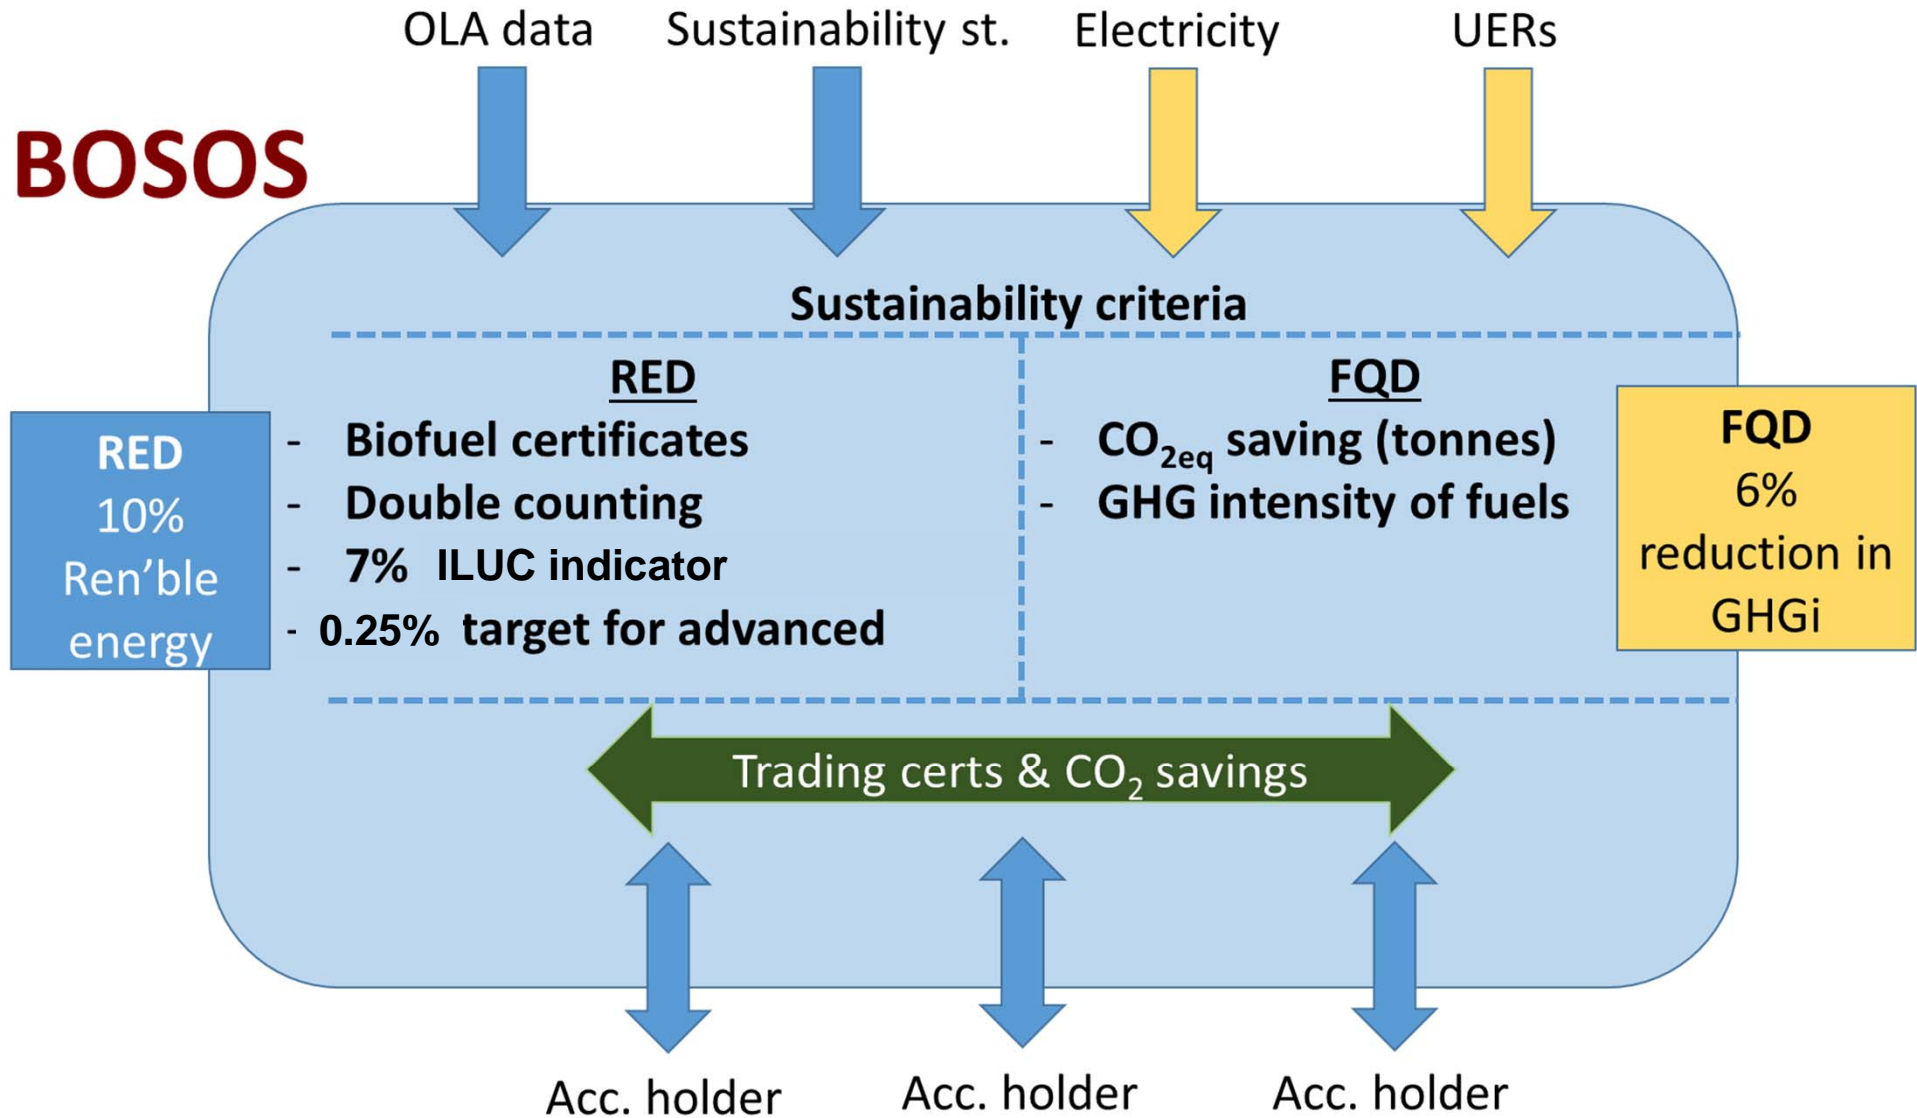 OLA data
Sustainability st.
Electricity
UERs
BOSOS
Sustainability criteria
RED
10%
Ren’ble
energy
RED
- Biofuel certificates
- Double counting
- 7% ILUC indicator
- 0.25% target for advanced
FQD
- CO2eq saving (tonnes)
- GHG intensity of fuels
FQD
6%
reduction in
GHGi
Trading certs & CO2 savings
Acc. holder
Acc. holder
Acc. holder